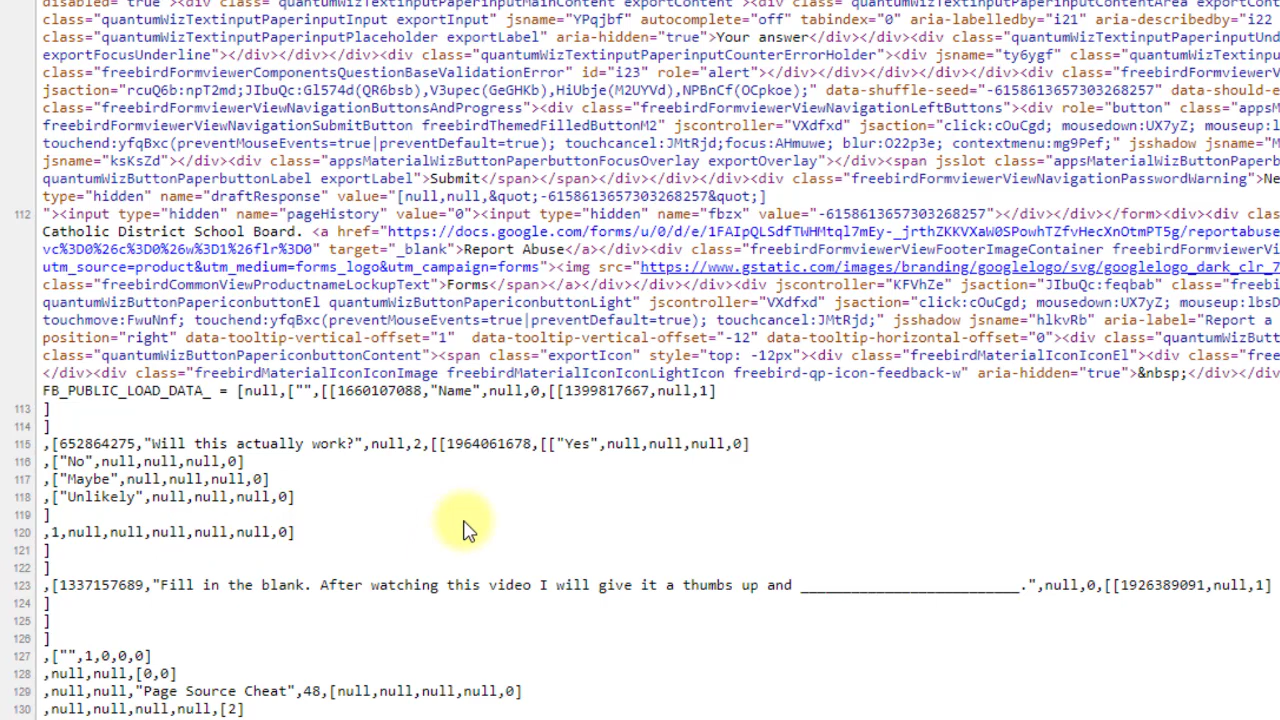 disabled="true"><div class="quantumWizTextinputPaperinputMainContent exportContent"><div class="quantumWizTextinputPaperinputContentArea exportContent
quantumWizTextinputPaperinputInput exportInput" jsname="YPqjbf" autocomplete="off" tabindex="0" aria-labelledby="i21" aria-describedby="i22
class="quantumWizTextinputPaperinputPlaceholder exportLabel" aria-hidden="true">Your answer</div></div><div class="quantumWizTextinputPaperinputUnd
exportFocusUnderline"></div></div></div><div class="quantumWizTextinputPaperinputCounterErrorHolder"><div jsname="ty6ygf" class="quantumWizTextinpu
class="freebirdFormviewerComponentsQuestionBaseValidationError" id="i23" role="alert"></div></div></div></div></div><div class="freebirdFormviewerV
jsaction="rcuQ6b:npT2md;JIbuQc:Gl574d(QR6bsb),V3upec(GeGHKb),HiUbje(M2UYVd),NPBnCf(OCpkoe);" data-shuffle-seed="-6158613657303268257" data-should-e
class="freebirdFormviewerViewNavigationButtonsAndProgress"><div class="freebirdFormviewerViewNavigationLeftButtons"><div role="button" class="appsM
freebirdFormviewerViewNavigationSubmitButton freebirdThemedFilledButtonM2" jscontroller="VXdfxd" jsaction="click:cOuCgd; mousedown:UX7yZ; mouseup:l
touchend:yfqBxc(preventMouseEvents=true|preventDefault=true); touchcancel:JMtRjd;focus:AHmuwe; blur:O22p3e; contextmenu:mg9Pef;" jsshadow jsname="M
jsname="ksKsZd"></div><div class="appsMaterialWizButtonPaperbuttonFocusOverlay exportOverlay"></div><span jsslot class="appsMaterialWizButtonPaperb
quantumWizButtonPaperbuttonLabel exportLabel">Submit</span></span></div></div></div><div class="freebirdFormviewerViewNavigationPasswordWarning">Ne
type="hidden" name="draftResponse" value="[null,null,&quot;-6158613657303268257&quot;]
112 "><input type="hidden" name="pageHistory" value="0"><input type="hidden" name="fbzx" value="-6158613657303268257"></div></div></form><div class
Catholic District School Board. <a href="https://docs.google.com/forms/u/0/d/e/1FAIpQLSdfTWHMtql7mEy-_jrthZKKVXaW0SPowhTZfvHecXnOtmPT5g/reportabuse
vc%3D0%26c%3D0%26w%3D1%26flr%3D0" target="_blank">Report Abuse</a></div><div class="freebirdFormviewerViewFooterImageContainer freebirdFormviewerVi
utm_source=product&utm_medium=forms_logo&utm_campaign=forms"><img src="https://www.gstatic.com/images/branding/googlelogo/svg/googlelogo_dark_clr_7
class="freebirdCommonViewProductnameLockupText">Forms</span></a></div></div></div><div jscontroller="KFVhZe" jsaction="JIbuQc:feqbab" class="freebi
quantumWizButtonPapericonbuttonEl quantumWizButtonPapericonbuttonLight" jscontroller="VXdfxd" jsaction="click:cOuCgd; mousedown:UX7yZ; mouseup:lbsD
touchmove:FwuNnf; touchend:yfqBxc(preventMouseEvents=true|preventDefault=true); touchcancel:JMtRjd;" jsshadow jsname="hlkvRb" aria-label="Report a
position="right" data-tooltip-vertical-offset="1" data-tooltip-vertical-offset="-12" data-tooltip-horizontal-offset="0"><div class="quantumWizButt
class="quantumWizButtonPapericonbuttonContent"><span class="exportIcon" style="top: -12px"><div class="freebirdMaterialIconIconEl"><div class="free
</div><div class="freebirdMaterialIconIconImage freebirdMaterialIconIconLightIcon freebird-qp-icon-feedback-w" aria-hidden="true">&nbsp;</div></div
FB_PUBLIC_LOAD_DATA_ = [null,["",[[1660107088,"Name",null,0,[[1399817667,null,1]
113 ]
114 ]
115 ,[652864275,"Will this actually work?",null,2,[[1964061678,[["Yes",null,null,null,0]
116 ,["No",null,null,null,0]
117 ,["Maybe",null,null,null,0]
118 ,["Unlikely",null,null,null,0]
119 ]
120 ,1,null,null,null,null,null,0]
121 ]
122 ]
123 ,[1337157689,"Fill in the blank. After watching this video I will give it a thumbs up and __________________________.",null,0,[[1926389091,null,1]
124 ]
125 ]
126 ]
127 ,["",1,0,0,0]
128 ,null,null,[0,0]
129 ,null,null,"Page Source Cheat",48,[null,null,null,null,0]
130 ,null,null,null,null,[2]